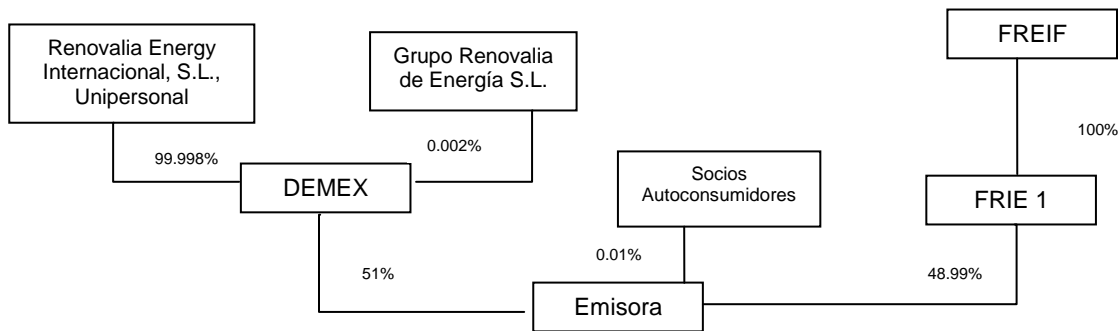 Renovalia Energy
Internacional, S.L.,
Unipersonal
Grupo Renovalia
de Energía S.L.
FREIF
99.998%
0.002%
100%
DEMEX
Socios
Autoconsumidores
FRIE 1
51%
0.01%
48.99%
Emisora